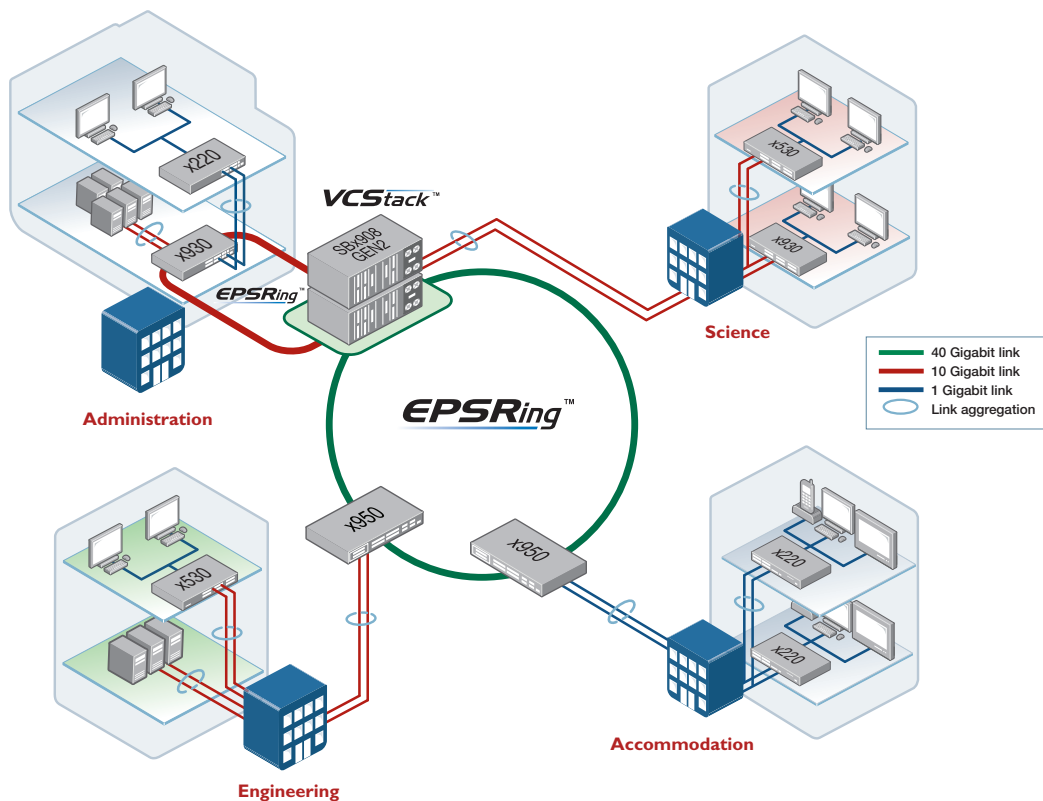 x220
x930
VCStack™
SBx908
GEN2
EPSRing™
Administration
x530
x930
Science
40 Gigabit link
10 Gigabit link
1 Gigabit link
Link aggregation
EPSRing™
x950
x950
x530
Engineering
x220
x220
Accommodation